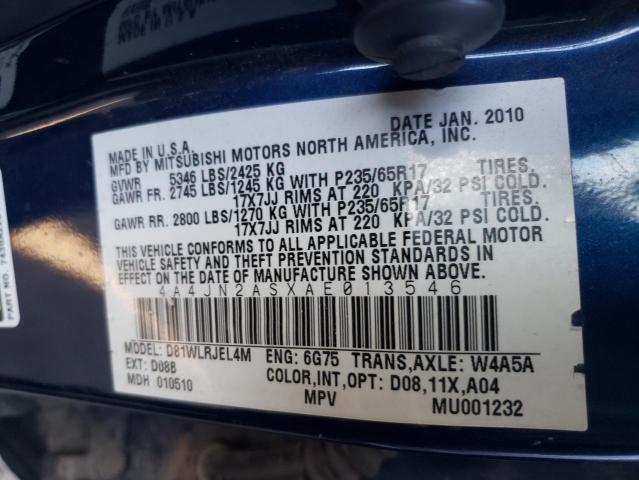 DATE JAN. 2010
MADE IN U.S.A.
MFD BY MITSUBISHI MOTORS NORTH AMERICA, INC.
GVWR 5346 LBS/2425 KG
GAWR FR. 2745 LBS/1245 KG WITH P235/65R17 TIRES.
17X7JJ RIMS AT 220 KPA/32 PSI COLD.
GAWR RR. 2800 LBS/1270 KG WITH P235/65R17 TIRES.
17X7JJ RIMS AT 220 KPA/32 PSI COLD.
THIS VEHICLE CONFORMS TO ALL APPLICABLE FEDERAL MOTOR
VEHICLE SAFETY AND THEFT PREVENTION STANDARDS IN
EFFECT ON THE DATE OF MANUFACTURE SHOWN ABOVE.
4A4JN2ASXAE013546
MODEL: D81WLRJEL4M ENG: 6G75 TRANS,AXLE: W4A5A
EXT: D08B COLOR,INT,OPT: D08,11X,A04
MDH 010510 MPV MU001232
PART NO.